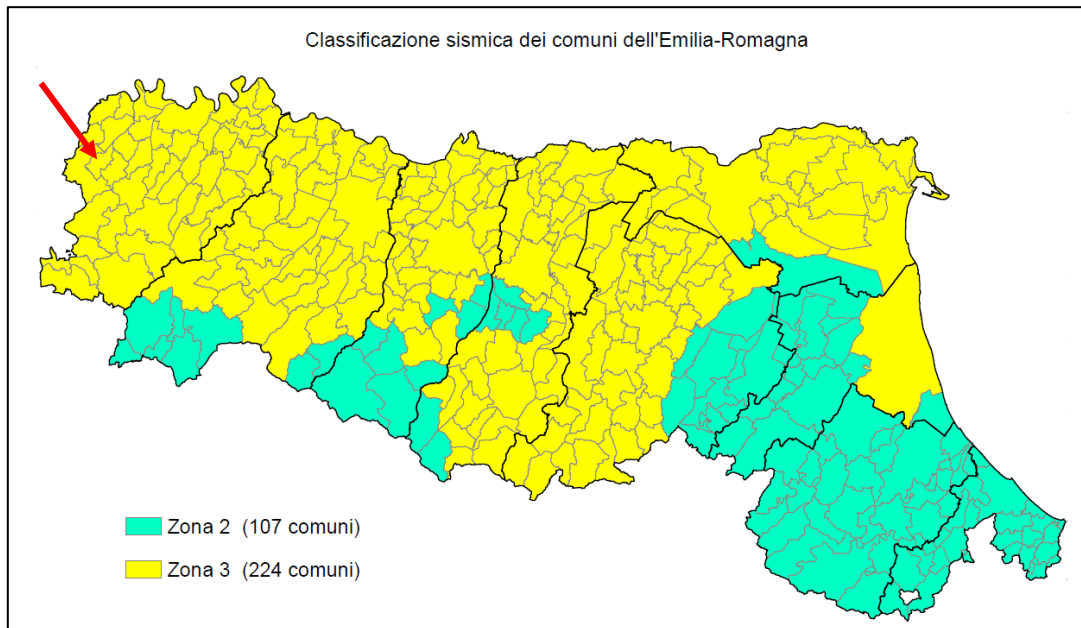 Classificazione sismica dei comuni dell'Emilia-Romagna
Zona 2 (107 comuni)
Zona 3 (224 comuni)